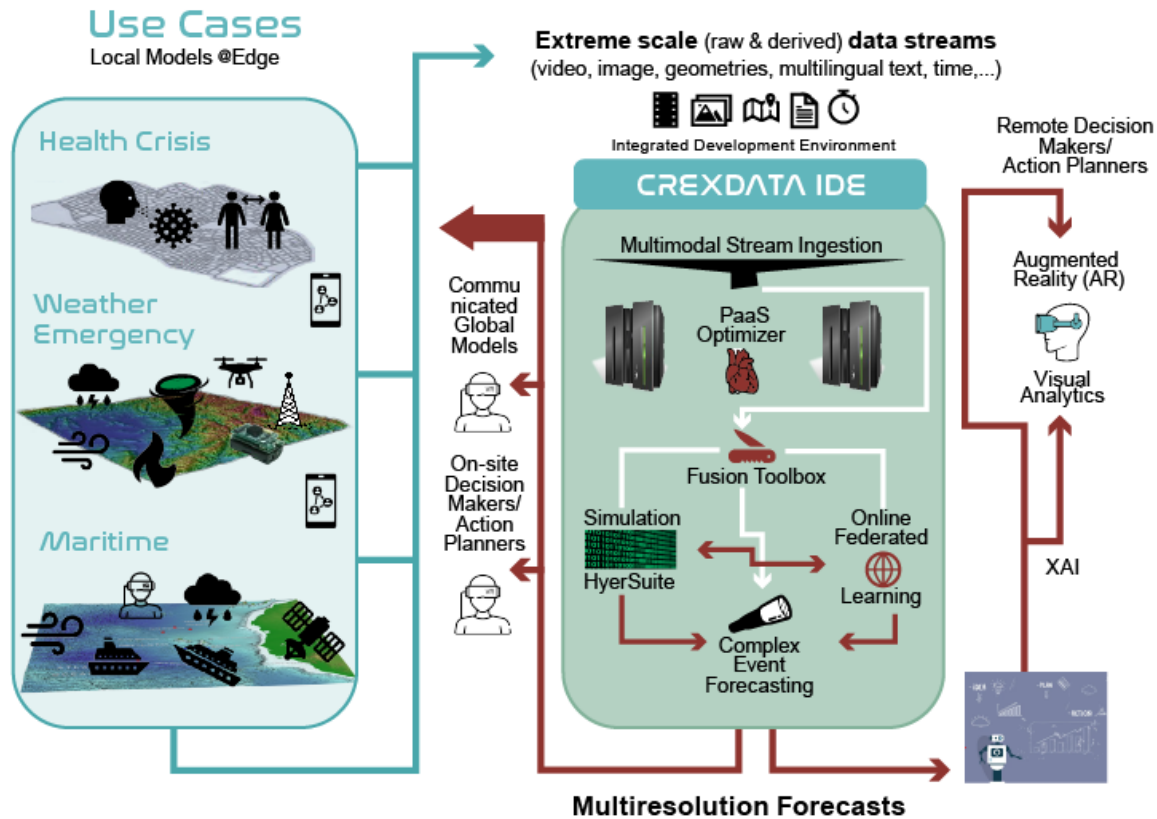 Use Cases
Local Models @Edge
Extreme scale (raw & derived) data streams
(video, image, geometries, multilingual text, time,...)
Integrated Development Environment
CREXDATA IDE
Health Crisis
Weather
Emergency
Maritime
Commu
nicated
Global
Models
On-site
Decision
Makers/
Action
Planners
Multimodal Stream Ingestion
PaaS
Optimizer
Fusion Toolbox
Simulation
HyerSuite
Online
Federated
Learning
Complex
Event
Forecasting
Remote Decision
Makers/
Action Planners
Augmented
Reality (AR)
Visual
Analytics
XAI
IDEA
PLAN
ACTION
Multiresolution Forecasts